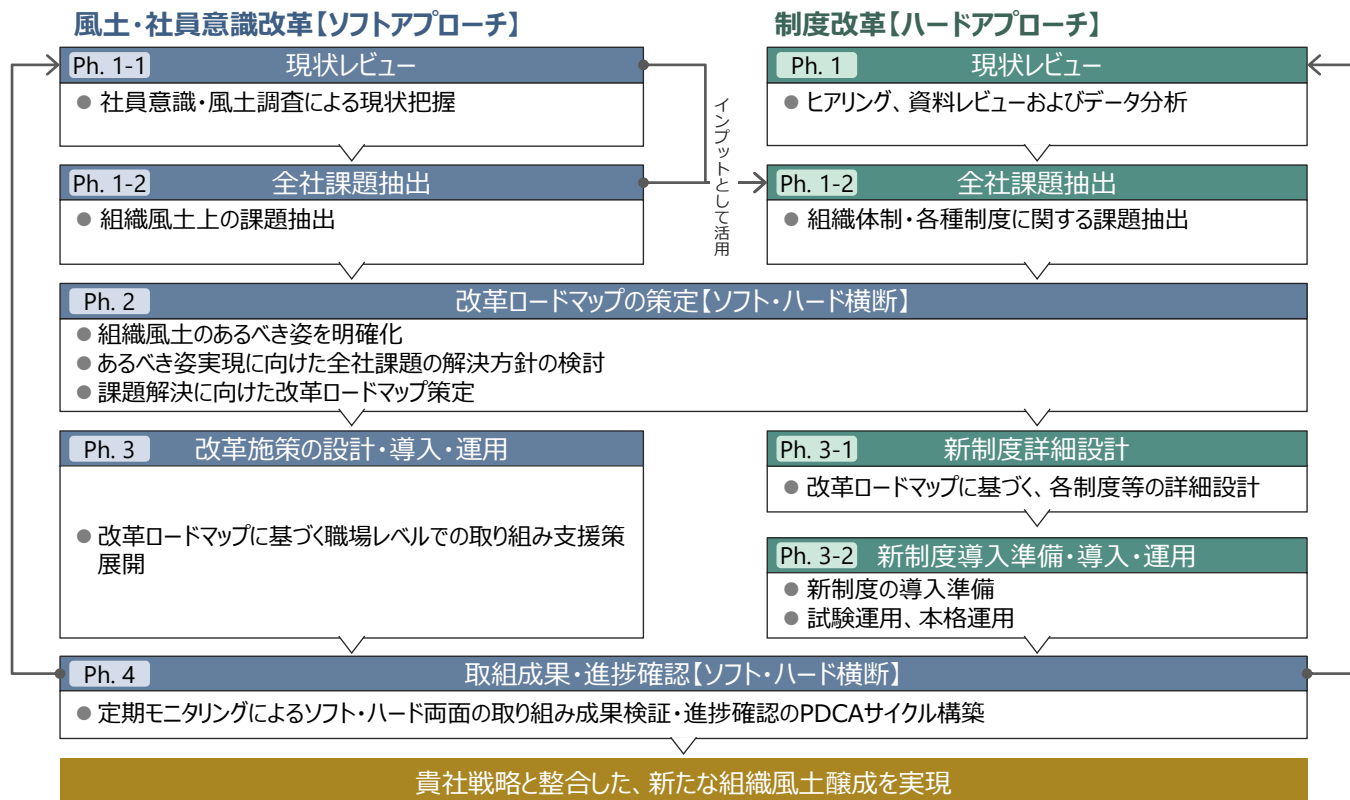 風土・社員意識改革【ソフトアプローチ】
制度改革【ハードアプローチ】
Ph. 1-1 現状レビュー
● 社員意識・風土調査による現状把握
Ph. 1 現状レビュー
● ヒアリング、資料レビューおよびデータ分析
インプットとして活用
Ph. 1-2 全社課題抽出
● 組織風土上の課題抽出
Ph. 1-2 全社課題抽出
● 組織体制・各種制度に関する課題抽出
Ph. 2 改革ロードマップの策定【ソフト・ハード横断】
● 組織風土のあるべき姿を明確化
● あるべき姿実現に向けた全社課題の解決方針の検討
● 課題解決に向けた改革ロードマップ策定
Ph. 3 改革施策の設計・導入・運用
● 改革ロードマップに基づく職場レベルでの取り組み支援策
展開
Ph. 3-1 新制度詳細設計
● 改革ロードマップに基づく、各制度等の詳細設計
Ph. 3-2 新制度導入準備・導入・運用
● 新制度の導入準備
● 試験運用、本格運用
Ph. 4 取組成果・進捗確認【ソフト・ハード横断】
● 定期モニタリングによるソフト・ハード両面の取り組み成果検証・進捗確認のPDCAサイクル構築
貴社戦略と整合した、新たな組織風土醸成を実現